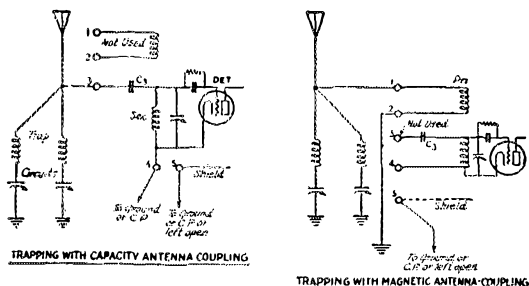 1
Not Used
2
3
C3
DET
Sec
Trap
Circuits
4
5
Shield
To Ground
or C.P.
To Ground
or C.P. or
left open
TRAPPING WITH CAPACITY ANTENNA COUPLING
1
Pri
2
3
Not Used
C3
4
5
Shield
To Ground or
C.P. or left open
TRAPPING WITH MAGNETIC ANTENNA-COUPLING